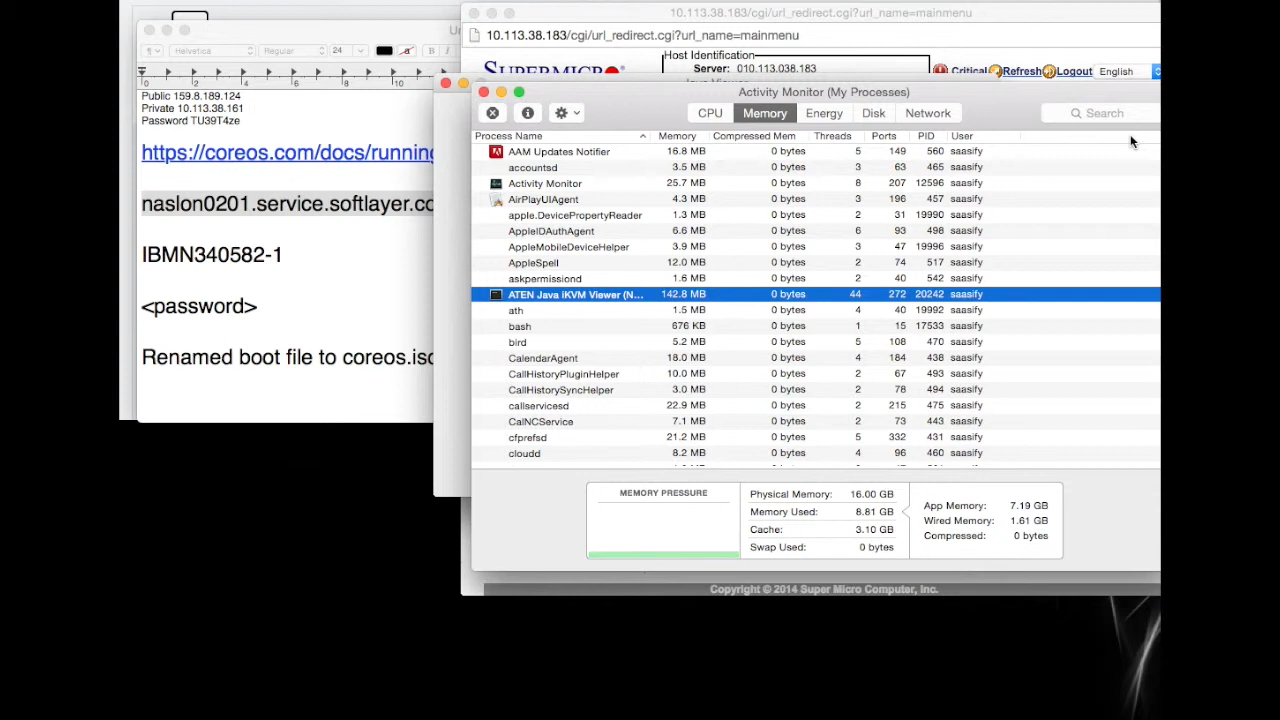 10.113.38.183/cgi/url_redirect.cgi?url_name=mainmenu
10.113.38.183/cgi/url_redirect.cgi?url_name=mainmenu
Host Identification
Server: 010.113.038.183
SUPERMICRO
Critical Refresh Logout English
Helvetica Regular 24 B I
0 2 4 6 8 10
Public 159.8.189.124
Private 10.113.38.161
Password TU39T4ze
https://coreos.com/docs/running
naslon0201.service.softlayer.co
IBMN340582-1
<password>
Renamed boot file to coreos.iso
Activity Monitor (My Processes)
CPU Memory Energy Disk Network Search
Process Name Memory Compressed Mem Threads Ports PID User
AAM Updates Notifier 16.8 MB 0 bytes 5 149 560 saasify
accountsd 3.5 MB 0 bytes 3 63 465 saasify
Activity Monitor 25.7 MB 0 bytes 8 207 12596 saasify
AirPlayUIAgent 4.3 MB 0 bytes 3 196 457 saasify
apple.DevicePropertyReader 1.3 MB 0 bytes 2 31 19990 saasify
AppleIDAuthAgent 6.6 MB 0 bytes 6 93 498 saasify
AppleMobileDeviceHelper 3.9 MB 0 bytes 3 47 19996 saasify
AppleSpell 12.0 MB 0 bytes 2 74 517 saasify
askpermissiond 1.6 MB 0 bytes 2 40 542 saasify
ATEN Java iKVM Viewer (N... 142.8 MB 0 bytes 44 272 20242 saasify
ath 1.5 MB 0 bytes 4 40 19992 saasify
bash 676 KB 0 bytes 1 15 17533 saasify
bird 5.2 MB 0 bytes 5 108 470 saasify
CalendarAgent 18.0 MB 0 bytes 4 184 438 saasify
CallHistoryPluginHelper 10.0 MB 0 bytes 2 67 493 saasify
CallHistorySyncHelper 3.0 MB 0 bytes 2 78 494 saasify
callservicesd 22.9 MB 0 bytes 2 215 475 saasify
CalNCService 7.1 MB 0 bytes 2 73 443 saasify
cfprefsd 21.2 MB 0 bytes 5 332 431 saasify
cloudd 8.2 MB 0 bytes 4 96 460 saasify
MEMORY PRESSURE
Physical Memory: 16.00 GB
Memory Used: 8.81 GB
Cache: 3.10 GB
Swap Used: 0 bytes
App Memory: 7.19 GB
Wired Memory: 1.61 GB
Compressed: 0 bytes
Copyright © 2014 Super Micro Computer, Inc.